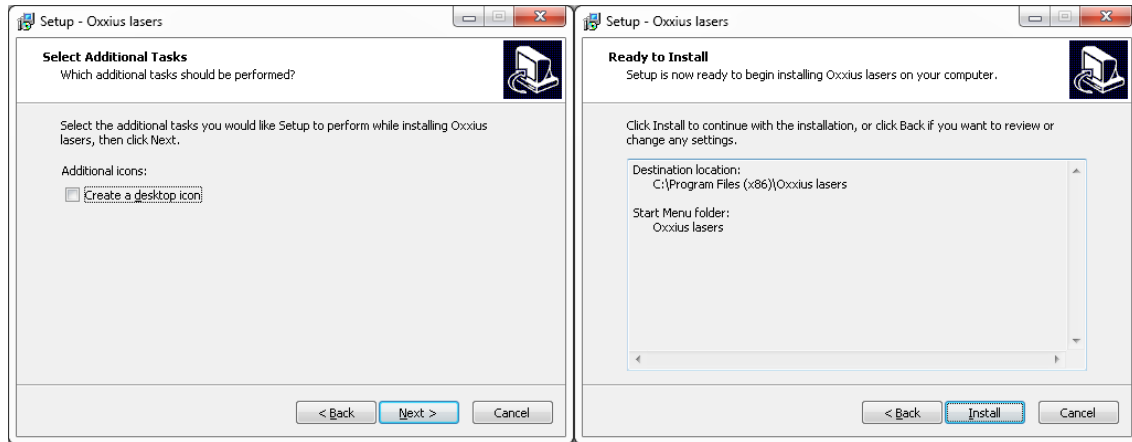 Setup - Oxxius lasers
Select Additional Tasks
Which additional tasks should be performed?
Select the additional tasks you would like Setup to perform while installing Oxxius
lasers, then click Next.
Additional icons:
Create a desktop icon
< Back
Next >
Cancel
Setup - Oxxius lasers
Ready to Install
Setup is now ready to begin installing Oxxius lasers on your computer.
Click Install to continue with the installation, or click Back if you want to review or
change any settings.
Destination location:
C:\Program Files (x86)\Oxxius lasers
Start Menu folder:
Oxxius lasers
< Back
Install
Cancel